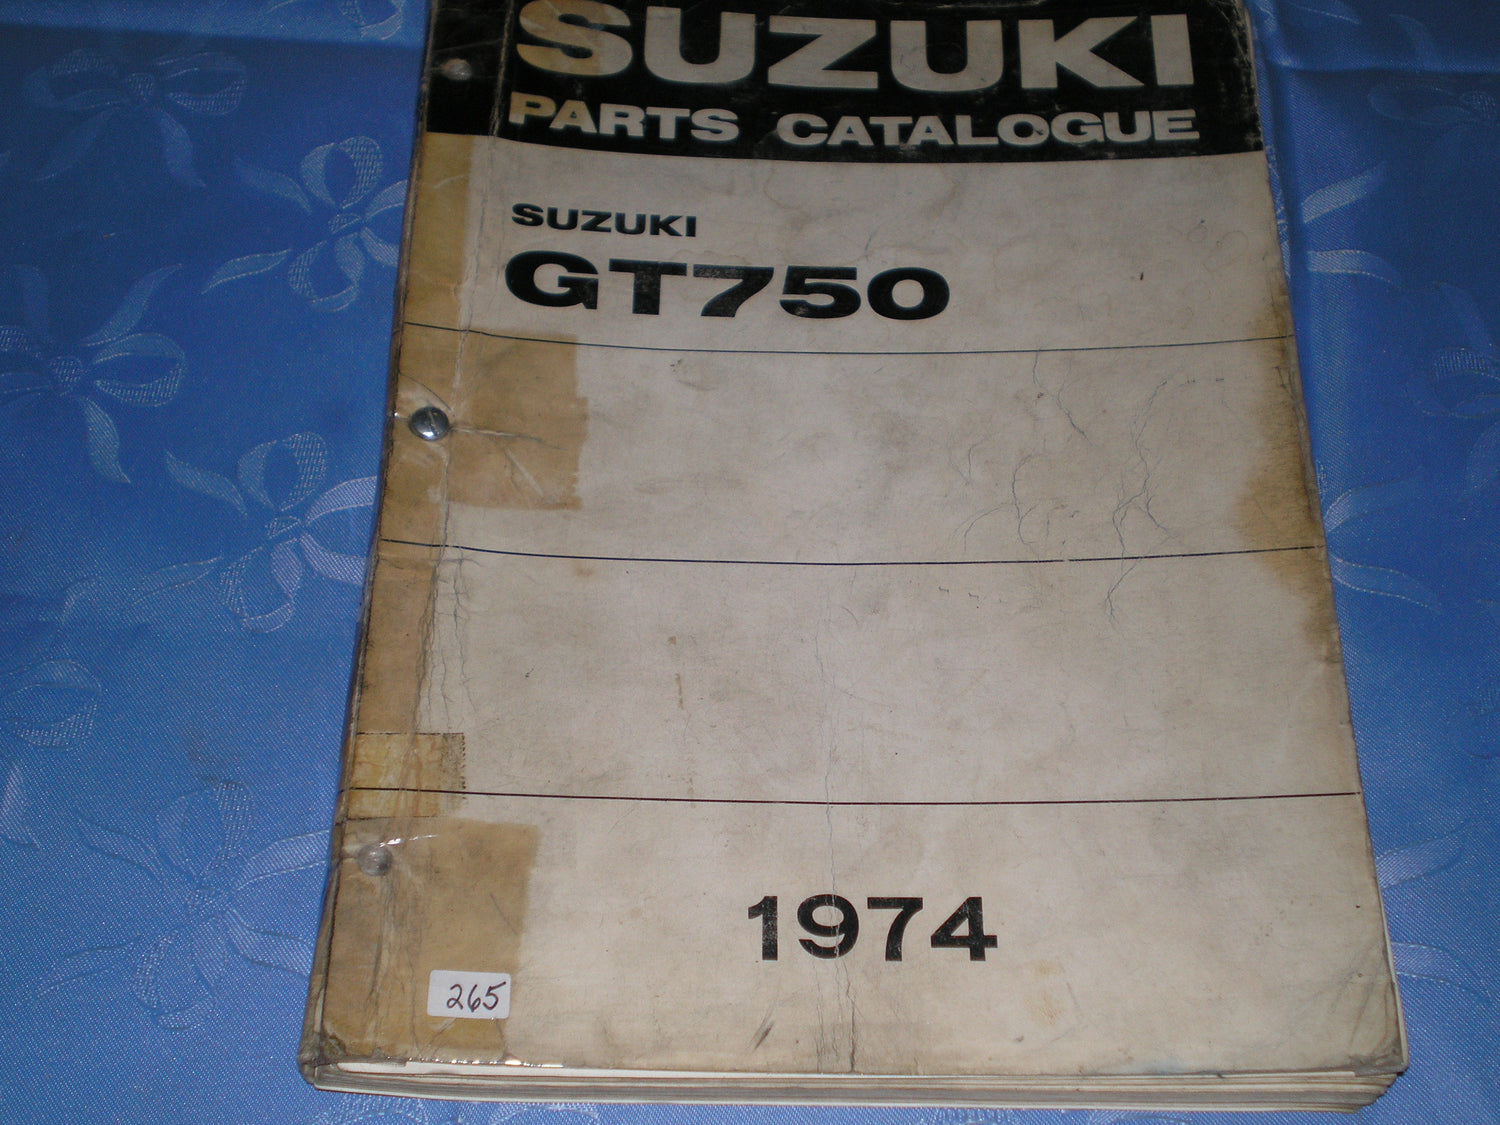 SUZUKI
PARTS CATALOGUE
SUZUKI
GT750
1974
265